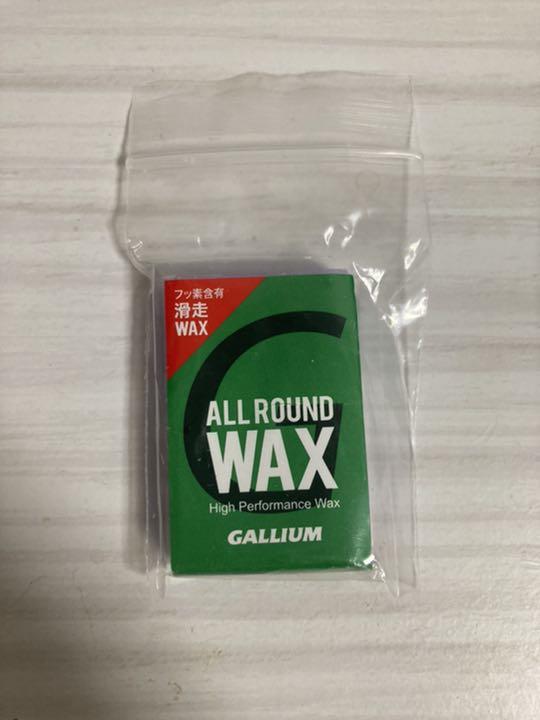 フッ素含有
滑走
WAX
ALL ROUND
WAX
High Performance Wax
GALLIUM